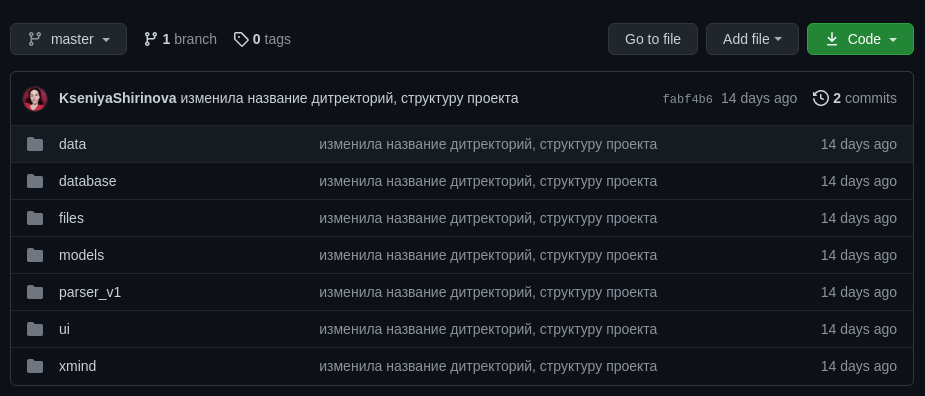 master 1 branch 0 tags Go to file Add file Code
KseniyaShirinova изменила название дитректорий, структуру проекта fabf4b6 14 days ago 2 commits
data изменила название дитректорий, структуру проекта 14 days ago
database изменила название дитректорий, структуру проекта 14 days ago
files изменила название дитректорий, структуру проекта 14 days ago
models изменила название дитректорий, структуру проекта 14 days ago
parser_v1 изменила название дитректорий, структуру проекта 14 days ago
ui изменила название дитректорий, структуру проекта 14 days ago
xmind изменила название дитректорий, структуру проекта 14 days ago